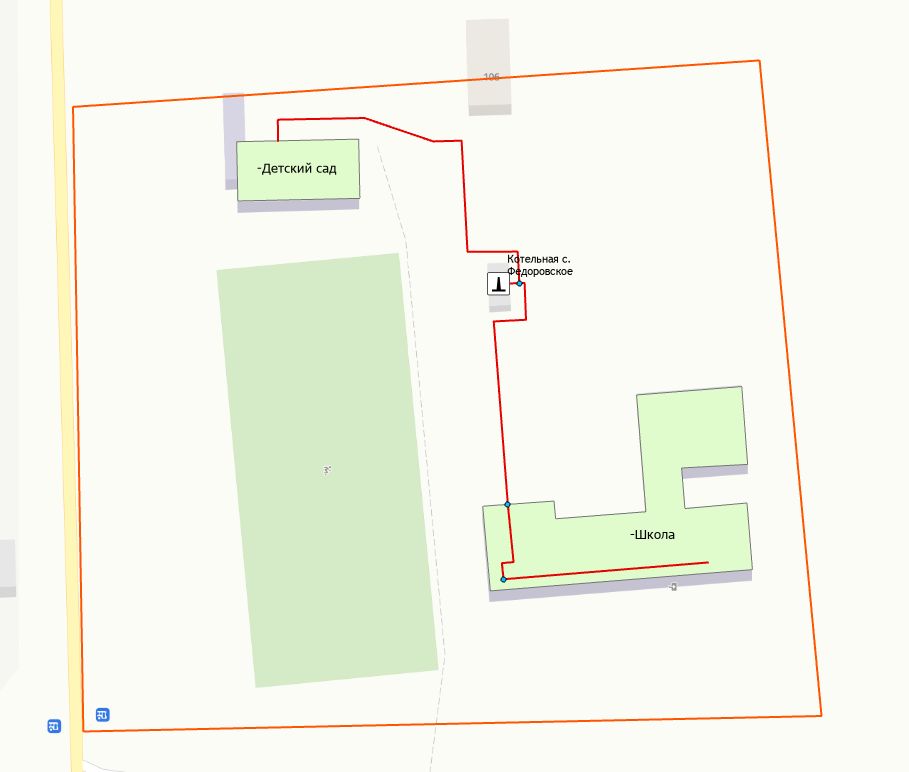 106
-Детский сад
Котельная с.
Федоровское
-Школа